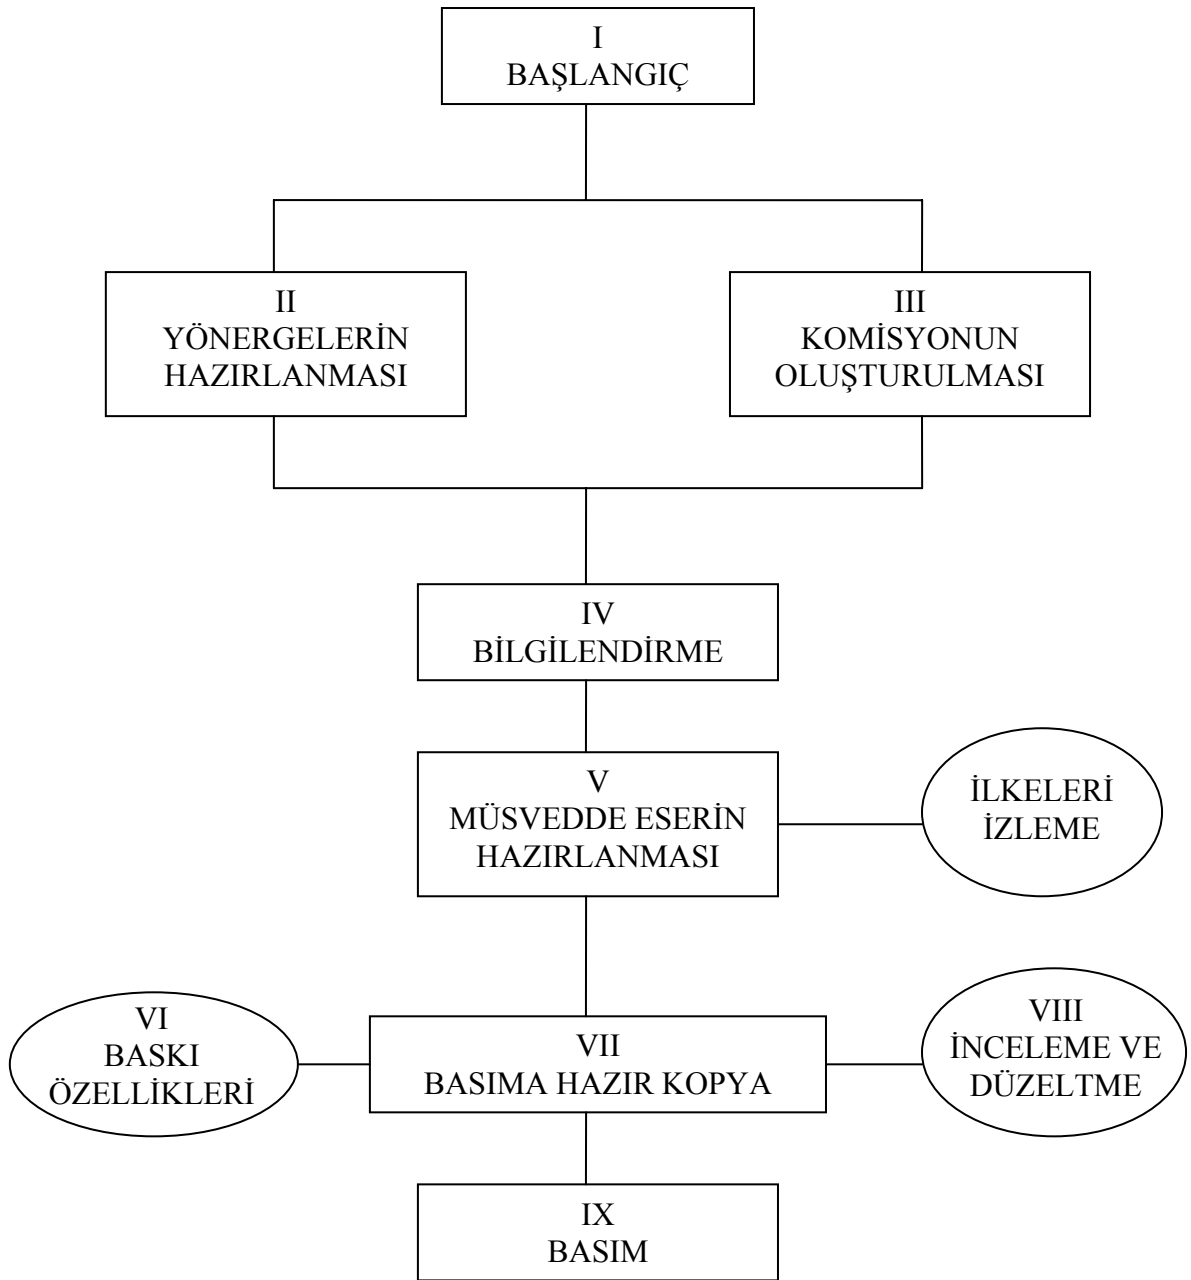 I
BAŞLANGIÇ
II
YÖNERGELERİN
HAZIRLANMASI
III
KOMİSYONUN
OLUŞTURULMASI
IV
BİLGİLENDİRME
V
MÜSVEDDE ESERİN
HAZIRLANMASI
İLKELERİ
İZLEME
VI
BASKI
ÖZELLİKLERİ
VII
BASIMA HAZIR KOPYA
VIII
İNCELEME VE
DÜZELTME
IX
BASIM